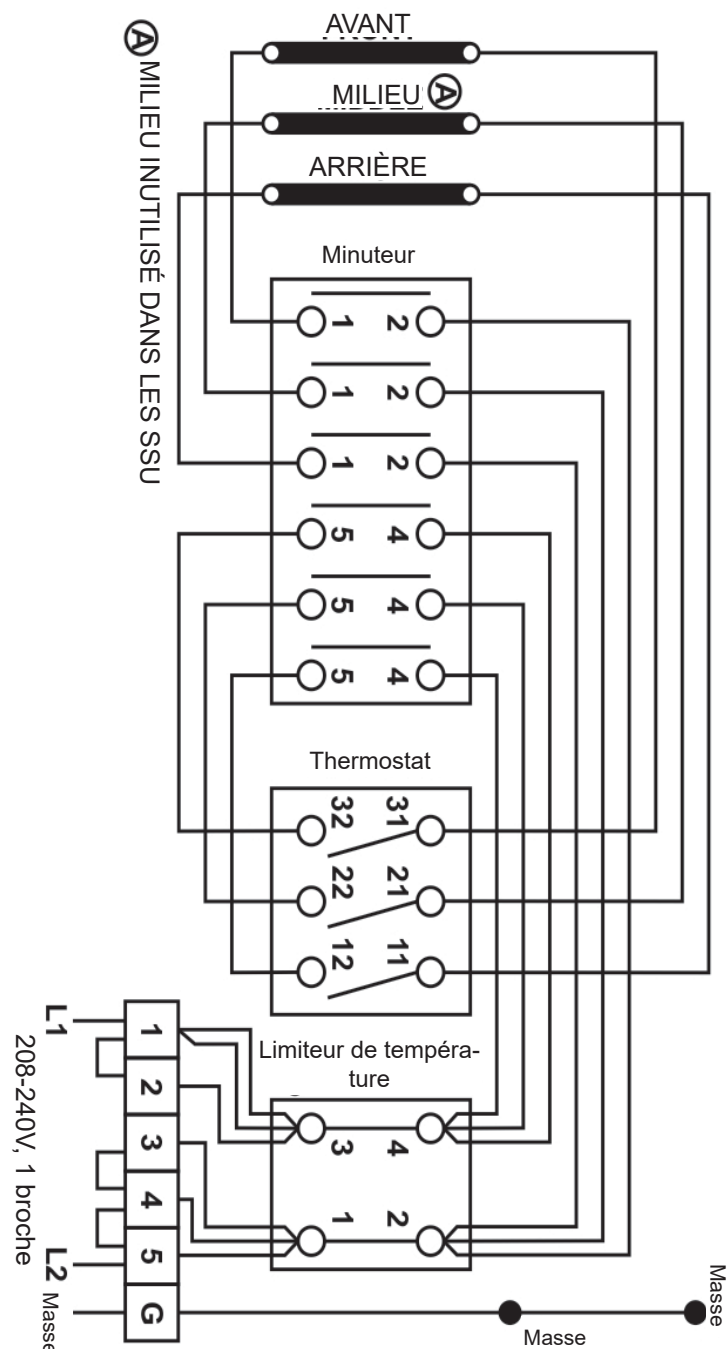 AVANT
MILIEU Ⓐ
ARRIÈRE
Ⓐ MILIEU INUTILISÉ DANS LES SSU
Minuteur
1 2
1 2
1 2
5 4
5 4
5 4
Thermostat
32 31
22 21
12 11
Limiteur de tempéra-
ture
3 4
1 2
L1
1
2
3
4
5
G
208-240V, 1 broche
L2
Masse
Masse
Masse